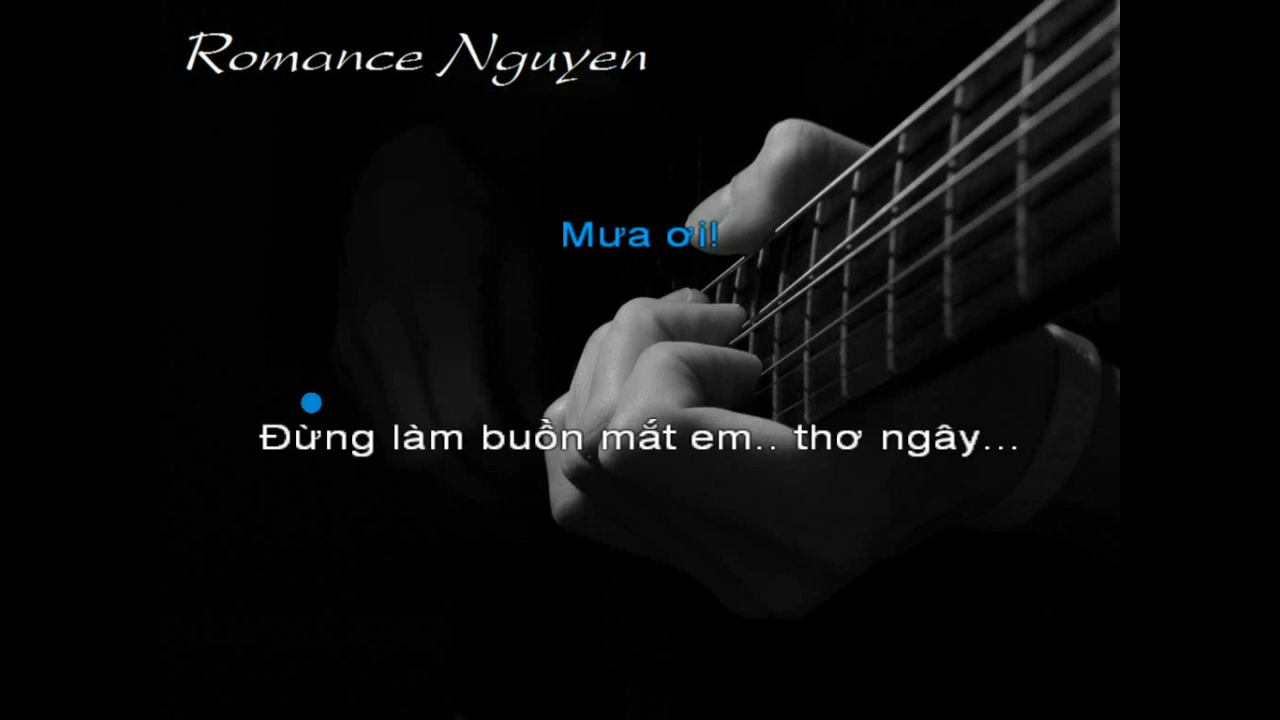 Romance Nguyen
Mưa ơi!
Đừng làm buồn mắt em.. thơ ngây...